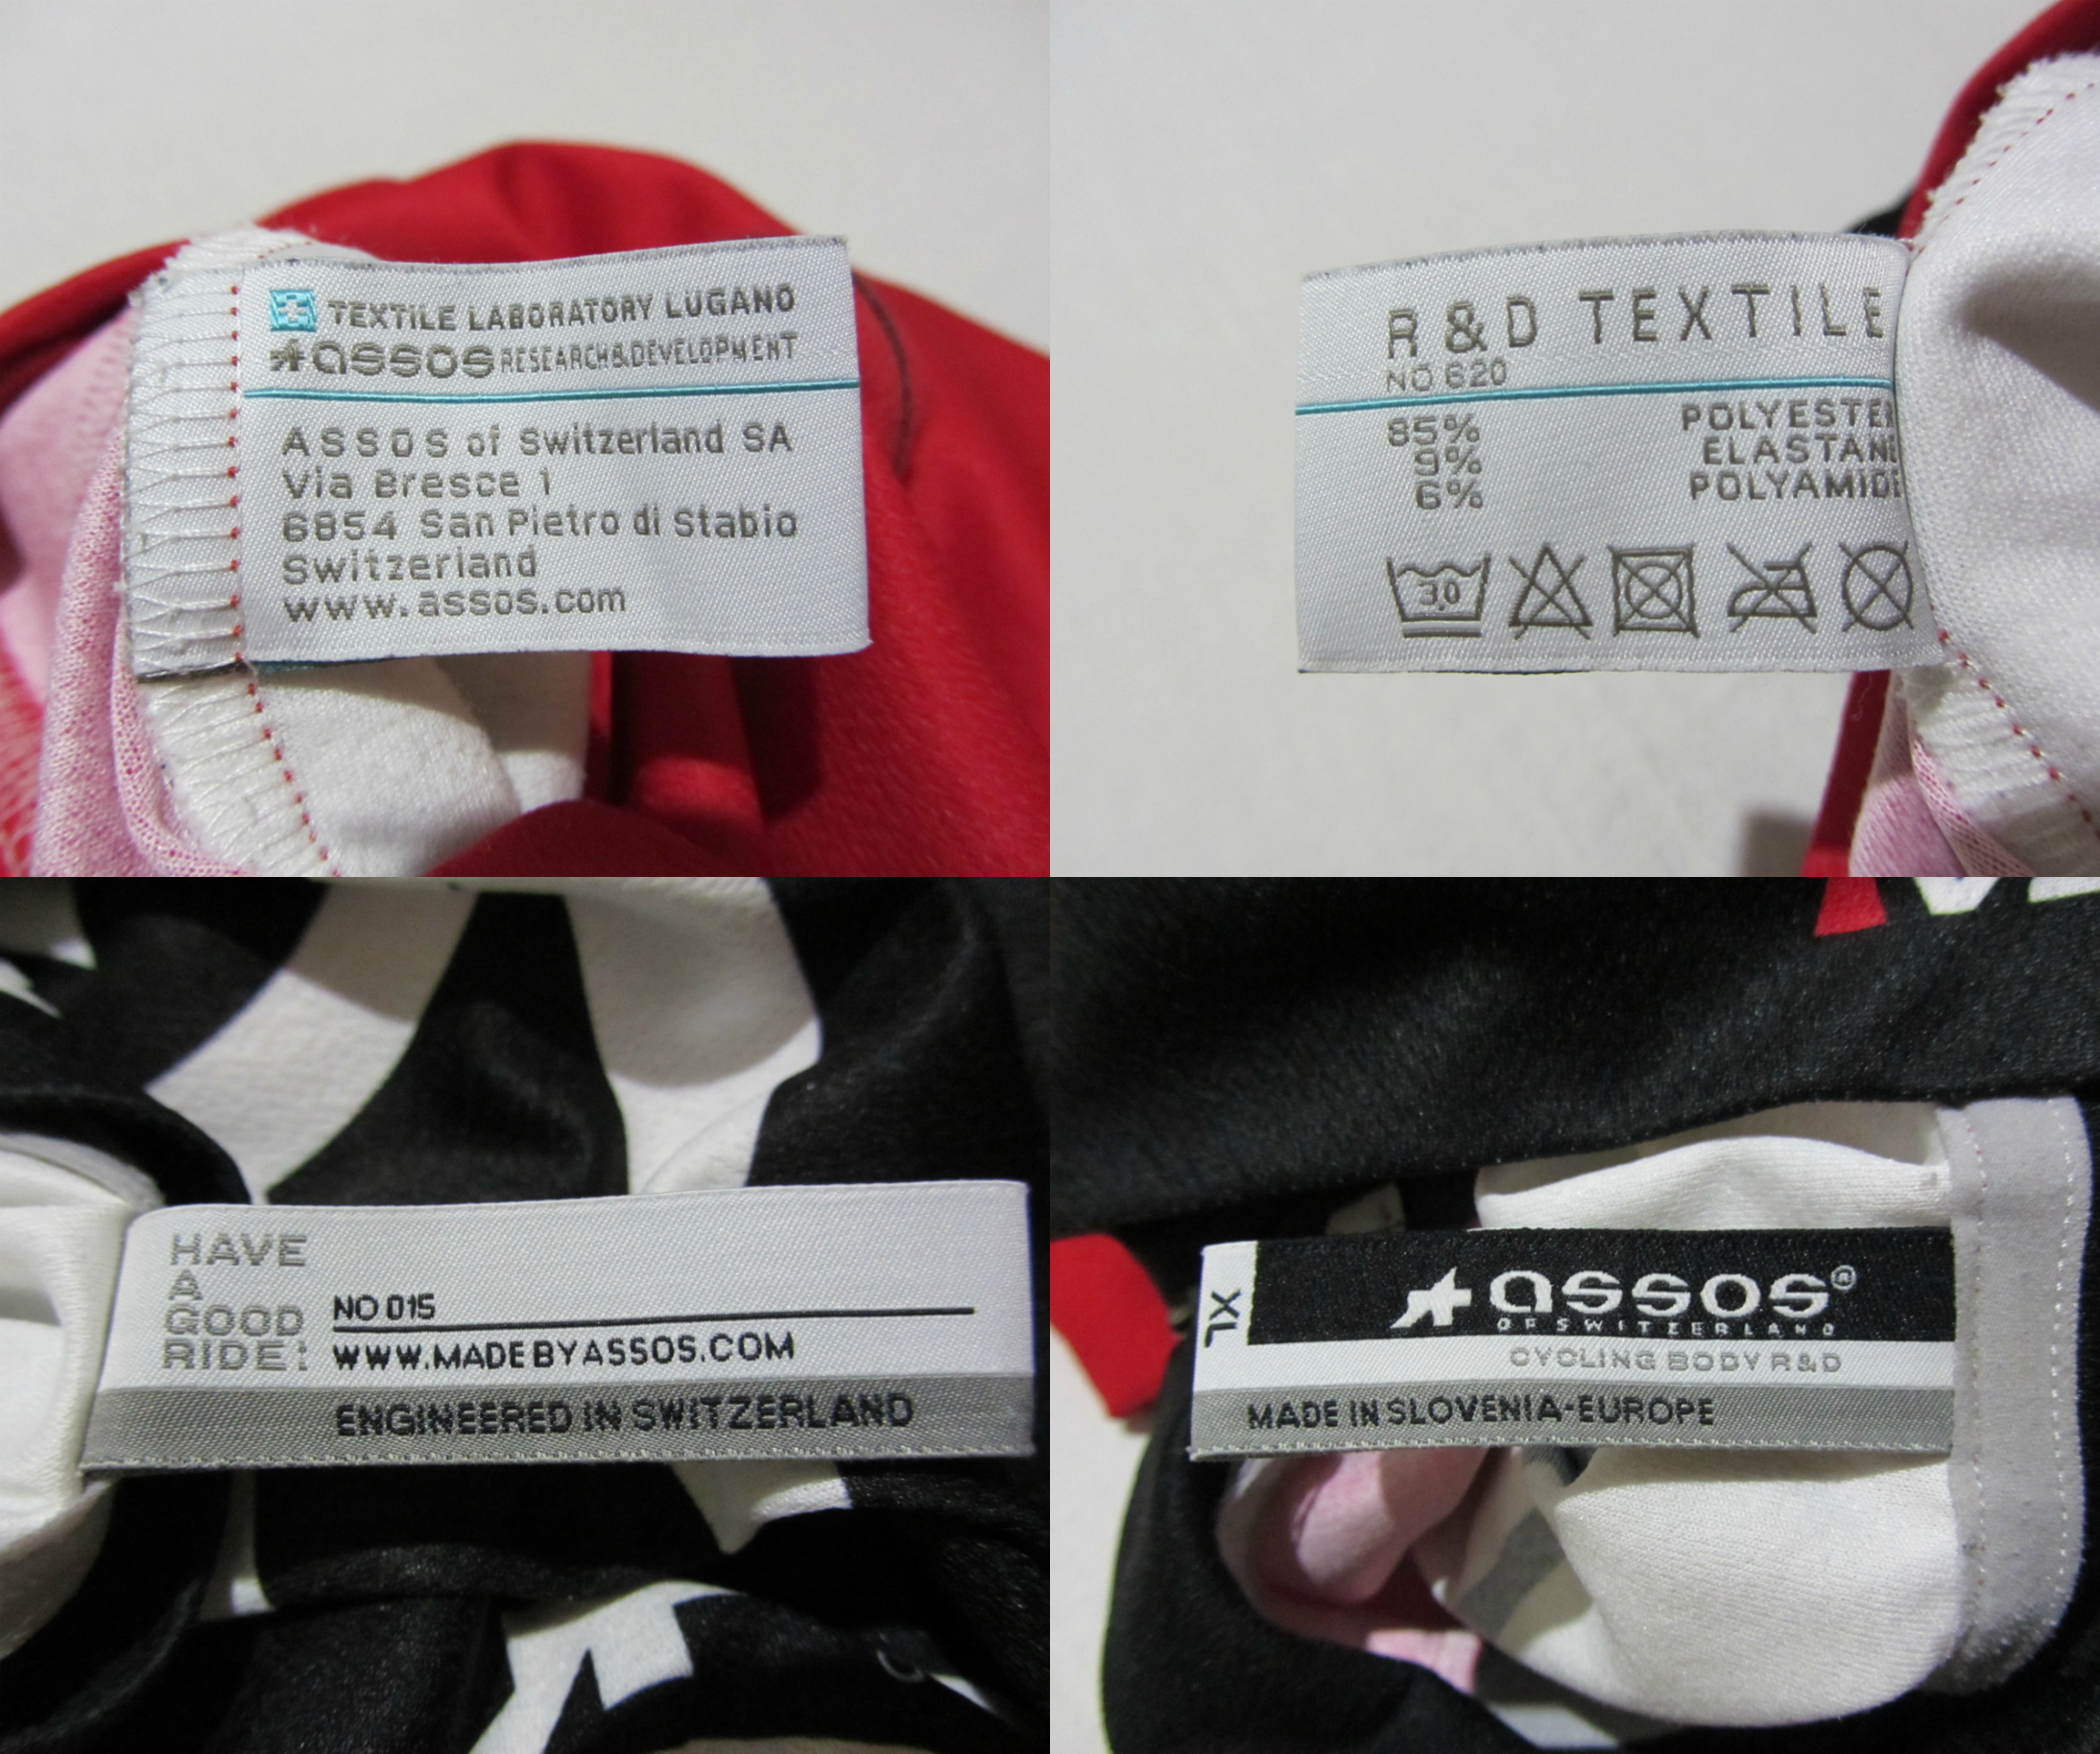 TEXTILE LABORATORY LUGANO
assos RESEARCH&DEVELOPMENT
ASSOS of Switzerland SA
Via Bresce 1
6854 San Pietro di Stabio
Switzerland
www.assos.com
R & D TEXTILE
NO 620
85% POLYESTER
9% ELASTANE
6% POLYAMIDE
30
HAVE
A
GOOD
RIDE!
NO 015
WWW.MADEBYASSOS.COM
ENGINEERED IN SWITZERLAND
XL
assos®
OF SWITZERLAND
CYCLING BODY R&D
MADE IN SLOVENIA-EUROPE